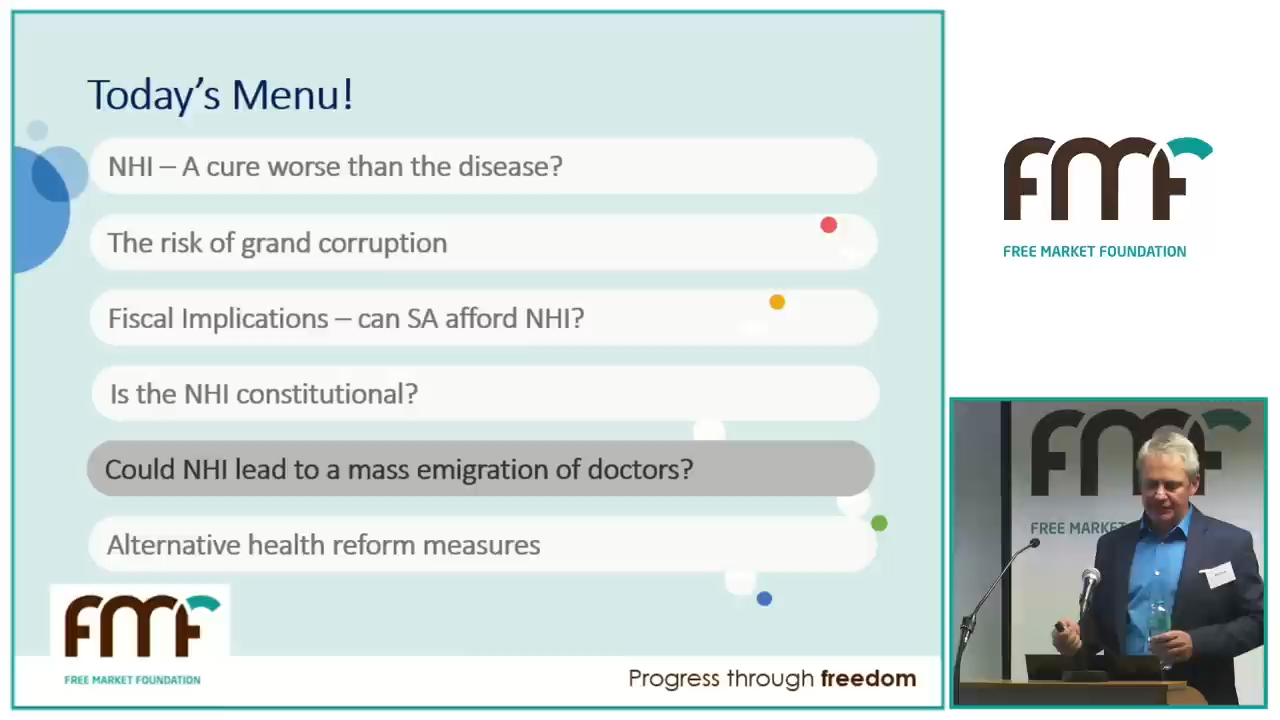 Today's Menu!
NHI – A cure worse than the disease?
The risk of grand corruption
Fiscal Implications – can SA afford NHI?
Is the NHI constitutional?
Could NHI lead to a mass emigration of doctors?
Alternative health reform measures
FMF
FREE MARKET FOUNDATION
Progress through freedom
FMF
FREE MARKET FOUNDATION
FMF
FREE MARKET